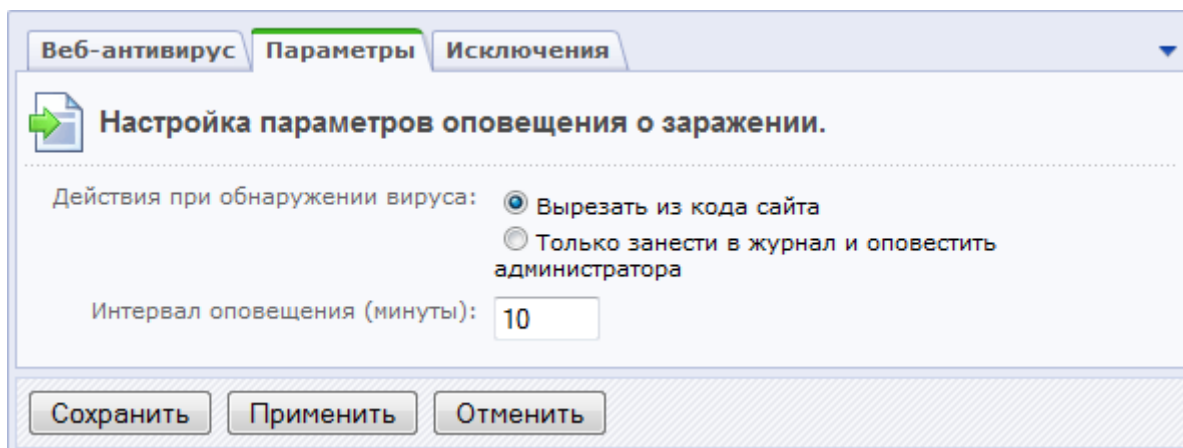 Веб-антивирус Параметры Исключения
Настройка параметров оповещения о заражении.
Действия при обнаружении вируса: Вырезать из кода сайта
Только занести в журнал и оповестить
администратора
Интервал оповещения (минуты): 10
Сохранить Применить Отменить